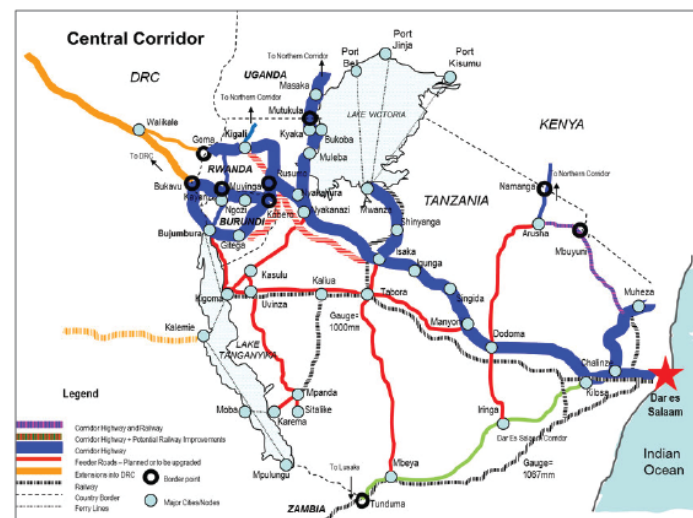 Central Corridor
DRC
UGANDA
To Northern Corridor
Masaka
Port
Bell
Port
Jinja
Port
Kisumu
LAKE VICTORIA
KENYA
Walikale
To Northern Corridor
Mutukula
Kyaka
Bukoba
Muleba
Goma
Kigali
To DRC
RWANDA
Rusumo
Bukavu
Muyinga
Ngozi
Kobero
Nyakanazi
BURUNDI
Bujumbura
Gitega
Mwanza
TANZANIA
Shinyanga
Namanga
To Northern Corridor
Arusha
Mbuyuni
Isaka
Igunga
Singida
Muheza
Kasulu
Kigoma
Uvinza
Kaliua
Tabora
Gauge=
1000mm
Manyoni
Dodoma
Chalinze
Kilosa
Dar es
Salaam
Kalemie
LAKE
TANGANYIKA
Mpanda
Sitalike
Karema
Moba
Iringa
Dar Es Salaam Corridor
Indian
Ocean
Mpulungu
To Lusaka
Mbeya
Gauge=
1067mm
ZAMBIA
Tunduma
Legend
Corridor Highway and Railway
Corridor Highway + Potential Railway Improvements
Corridor Highway
Feeder Roads – Planned or to be upgraded
Extensions into DRC
Railway
Country Border
Ferry Lines
Border point
Major Cities/Nodes